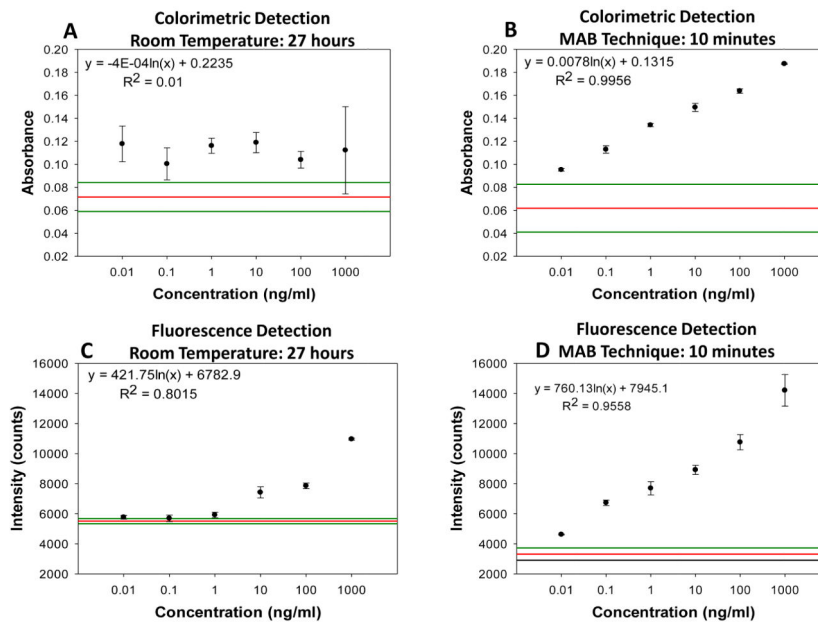 Colorimetric Detection
A Room Temperature: 27 hours
y = -4E-04ln(x) + 0.2235
R² = 0.01
Absorbance
0.20
0.18
0.16
0.14
0.12
0.10
0.08
0.06
0.04
0.02
0.01 0.1 1 10 100 1000
Concentration (ng/ml)
Colorimetric Detection
B MAB Technique: 10 minutes
y = 0.0078ln(x) + 0.1315
R² = 0.9956
Absorbance
0.20
0.18
0.16
0.14
0.12
0.10
0.08
0.06
0.04
0.02
0.01 0.1 1 10 100 1000
Concentration (ng/ml)
Fluorescence Detection
C Room Temperature: 27 hours
y = 421.75ln(x) + 6782.9
R² = 0.8015
Intensity (counts)
16000
14000
12000
10000
8000
6000
4000
2000
0.01 0.1 1 10 100 1000
Concentration (ng/ml)
Fluorescence Detection
D MAB Technique: 10 minutes
y = 760.13ln(x) + 7945.1
R² = 0.9558
Intensity (counts)
16000
14000
12000
10000
8000
6000
4000
2000
0.01 0.1 1 10 100 1000
Concentration (ng/ml)